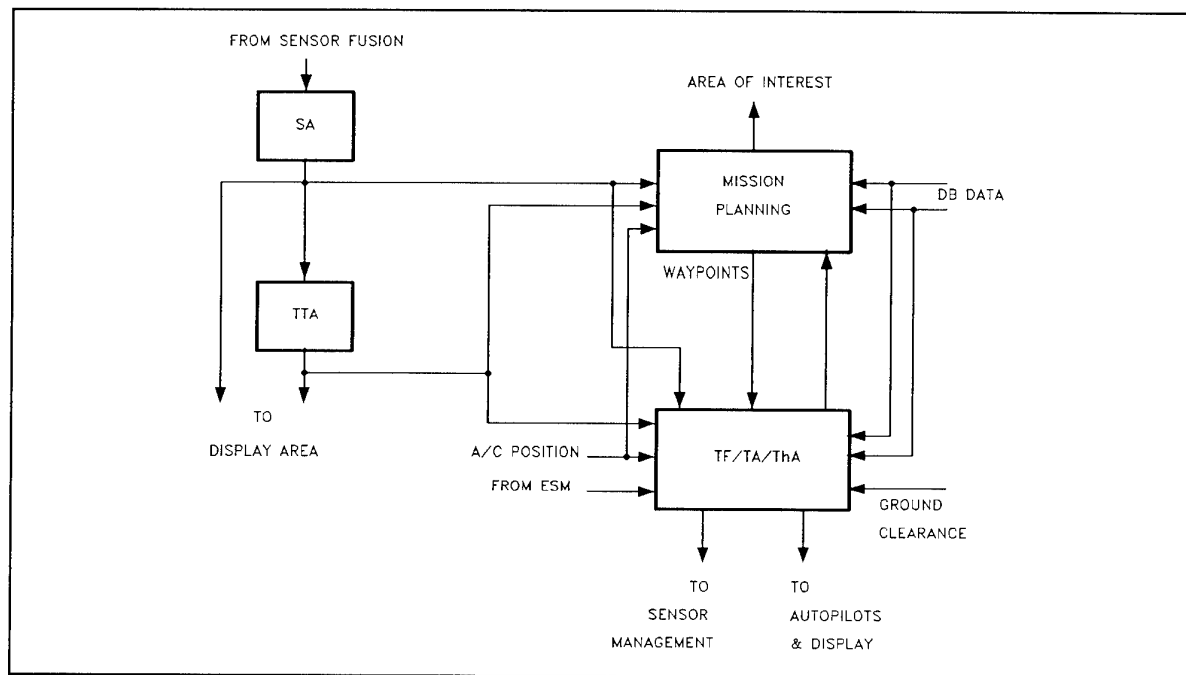 FROM SENSOR FUSION
SA
AREA OF INTEREST
MISSION
PLANNING
DB DATA
WAYPOINTS
TTA
TO
DISPLAY AREA
A/C POSITION
FROM ESM
TF/TA/ThA
GROUND
CLEARANCE
TO
SENSOR
MANAGEMENT
TO
AUTOPILOTS
& DISPLAY